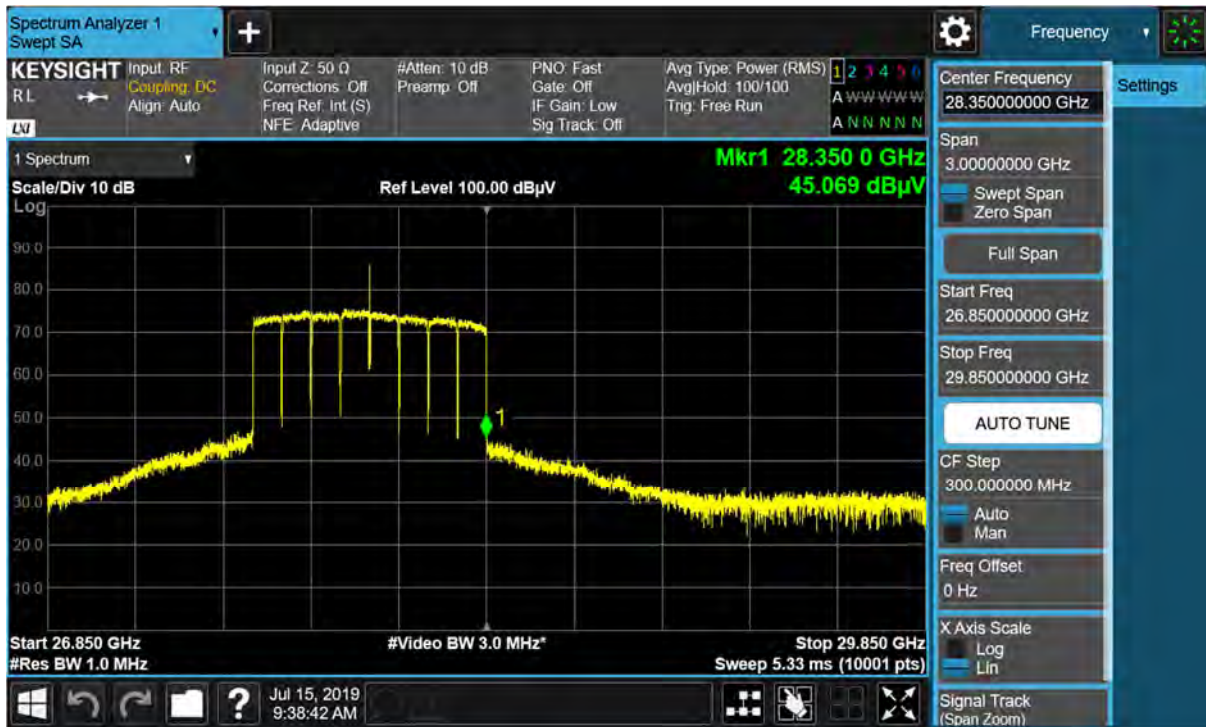 Spectrum Analyzer 1
Swept SA
+
Frequency
KEYSIGHT
RL
LXI
Input: RF
Coupling: DC
Align: Auto
Input Z: 50 Ω
Corrections: Off
Freq Ref: Int (S)
NFE: Adaptive
#Atten: 10 dB
Preamp: Off
PNO: Fast
Gate: Off
IF Gain: Low
Sig Track: Off
Avg Type: Power (RMS)
Avg|Hold: 100/100
Trig: Free Run
1 2 3 4 5 6
A W W W W W
A N N N N N
1 Spectrum
Mkr1 28.350 0 GHz
45.069 dBµV
Scale/Div 10 dB
Ref Level 100.00 dBµV
Log
90.0
80.0
70.0
60.0
50.0
40.0
30.0
20.0
10.0
1
Start 26.850 GHz
#Video BW 3.0 MHz*
Stop 29.850 GHz
#Res BW 1.0 MHz
Sweep 5.33 ms (10001 pts)
Center Frequency
28.350000000 GHz
Settings
Span
3.00000000 GHz
Swept Span
Zero Span
Full Span
Start Freq
26.850000000 GHz
Stop Freq
29.850000000 GHz
AUTO TUNE
CF Step
300.000000 MHz
Auto
Man
Freq Offset
0 Hz
X Axis Scale
Log
Lin
Signal Track
(Span Zoom)
?
Jul 15, 2019
9:38:42 AM